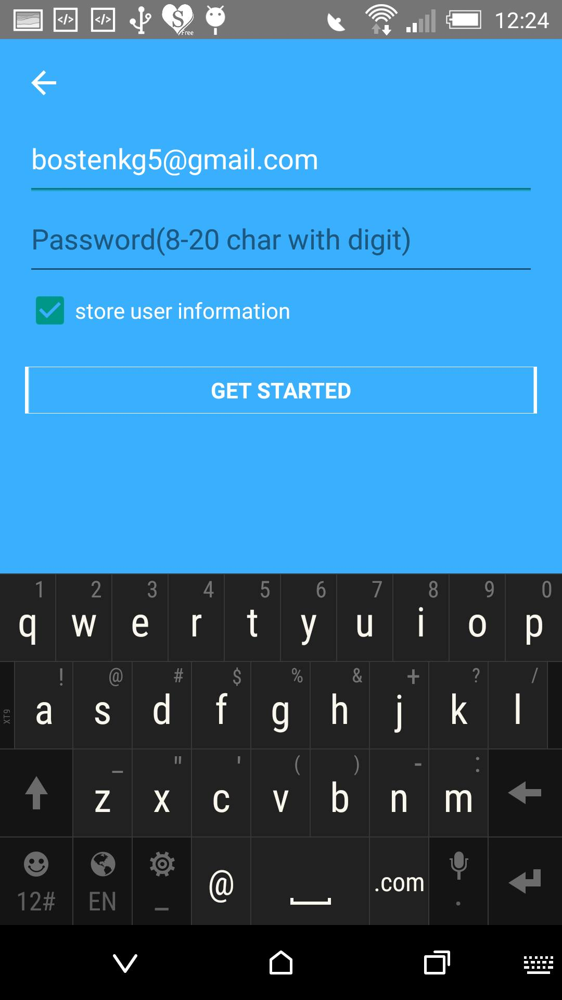 S Free 12:24
bostenkg5@gmail.com
Password(8-20 char with digit)
store user information
GET STARTED
1 2 3 4 5 6 7 8 9 0
q w e r t y u i o p
! @ # $ % & + ? /
XT9 a s d f g h j k l
_ " ' ( ) - :
z x c v b n m
12# EN _ @ .com .